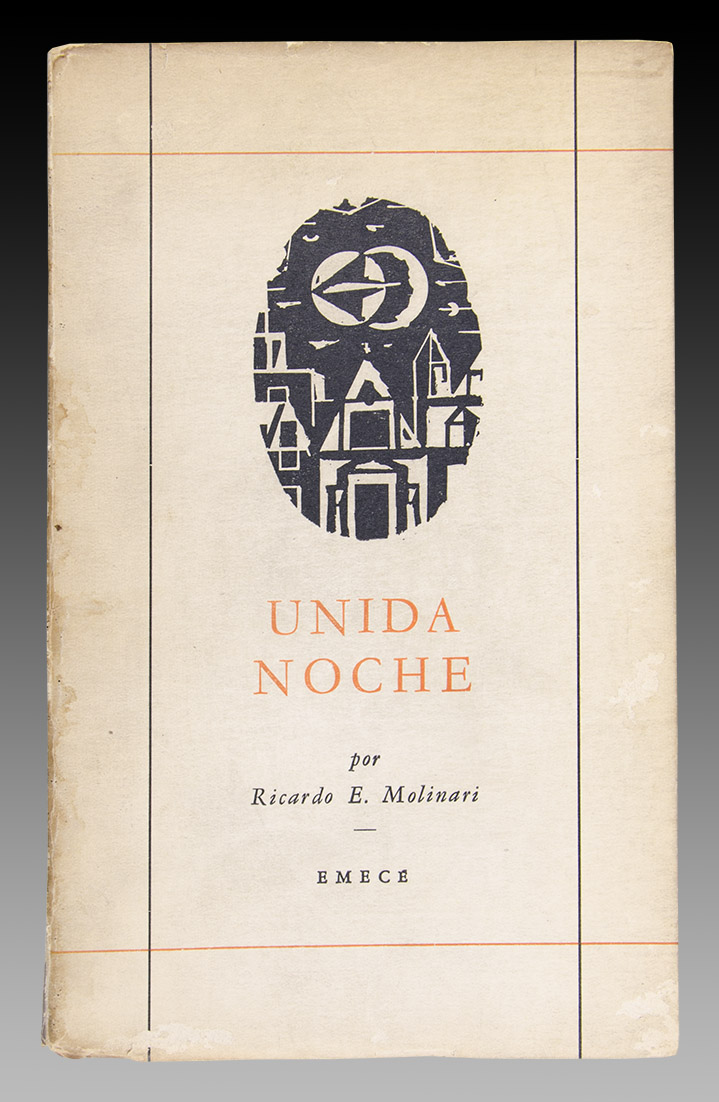 UNIDA
NOCHE
por
Ricardo E. Molinari
EMECÉ